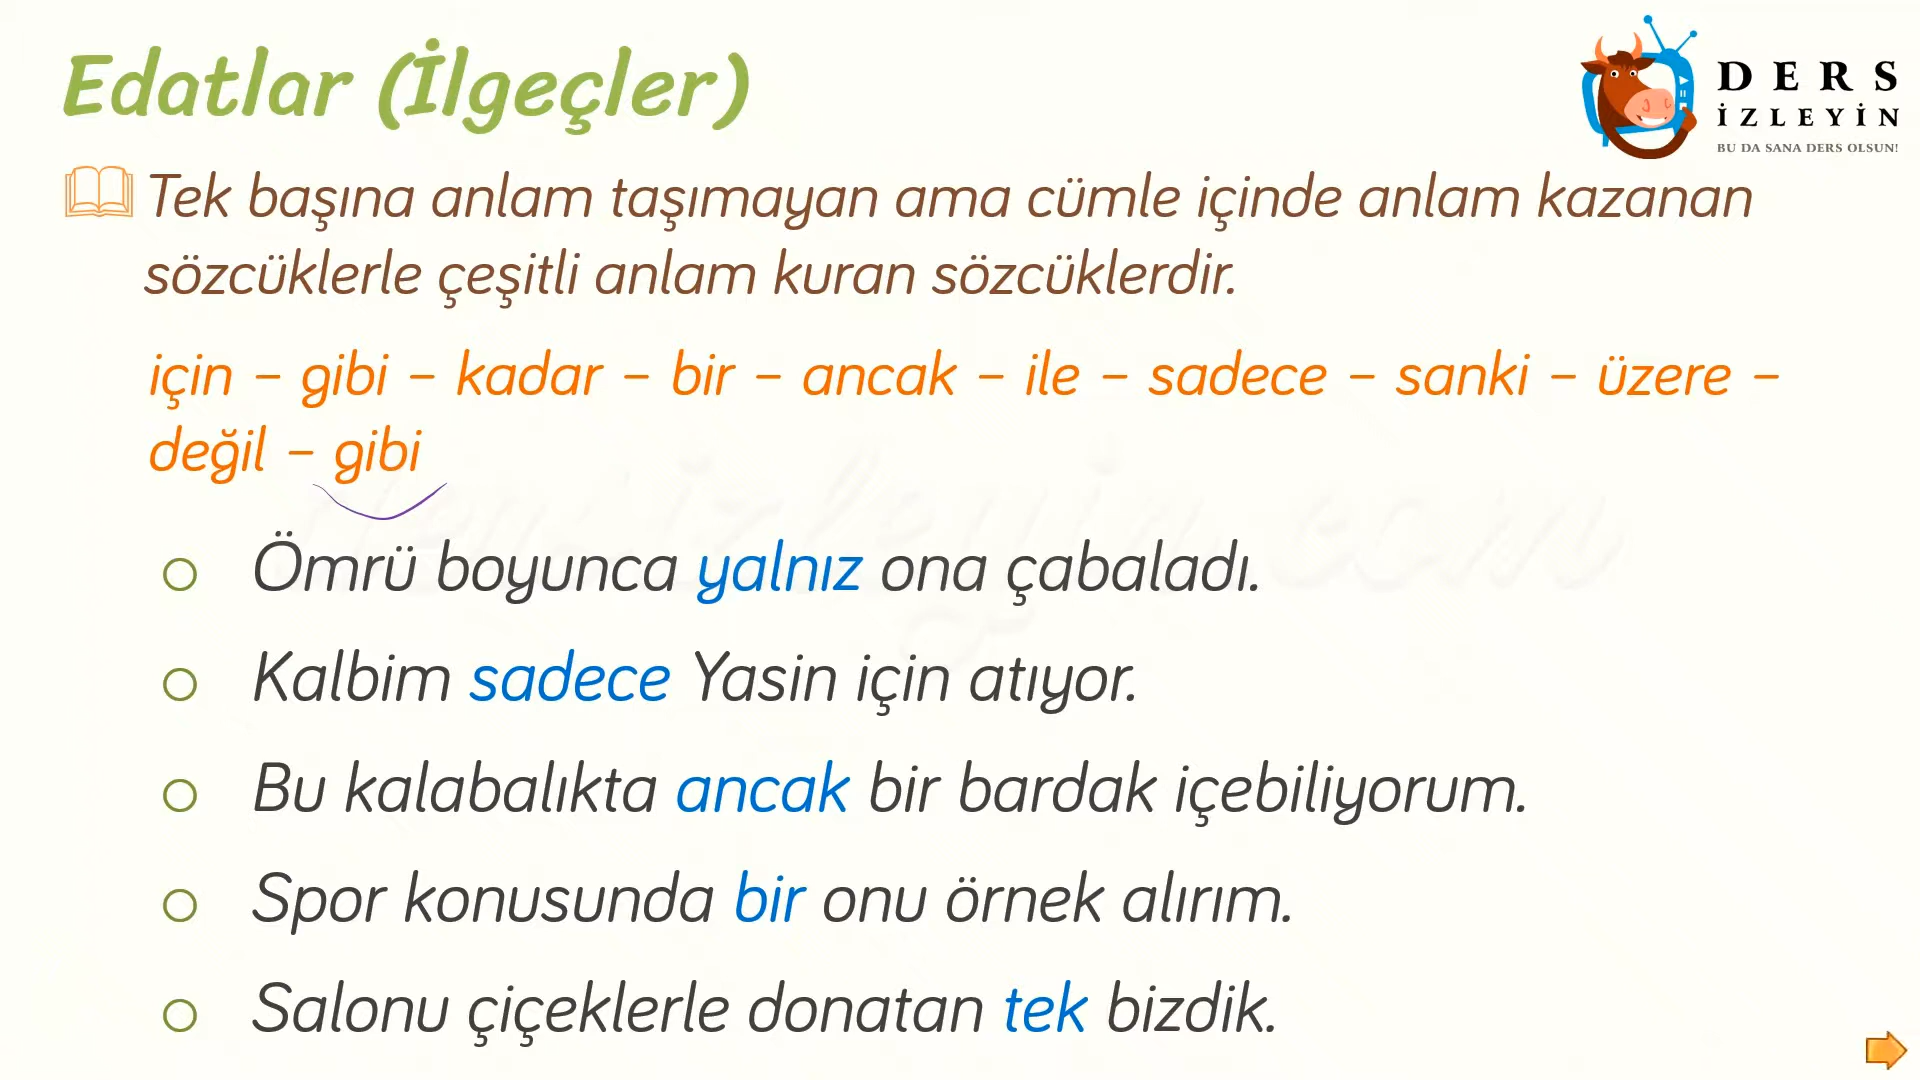 Edatlar (İlgeçler)
DERS
İZLEYİN
BU DA SANA DERS OLSUN!
Tek başına anlam taşımayan ama cümle içinde anlam kazanan
sözcüklerle çeşitli anlam kuran sözcüklerdir.
için – gibi – kadar – bir – ancak – ile – sadece – sanki – üzere –
değil – gibi
dersizleyin.com
Ömrü boyunca yalnız ona çabaladı.
Kalbim sadece Yasin için atıyor.
Bu kalabalıkta ancak bir bardak içebiliyorum.
Spor konusunda bir onu örnek alırım.
Salonu çiçeklerle donatan tek bizdik.